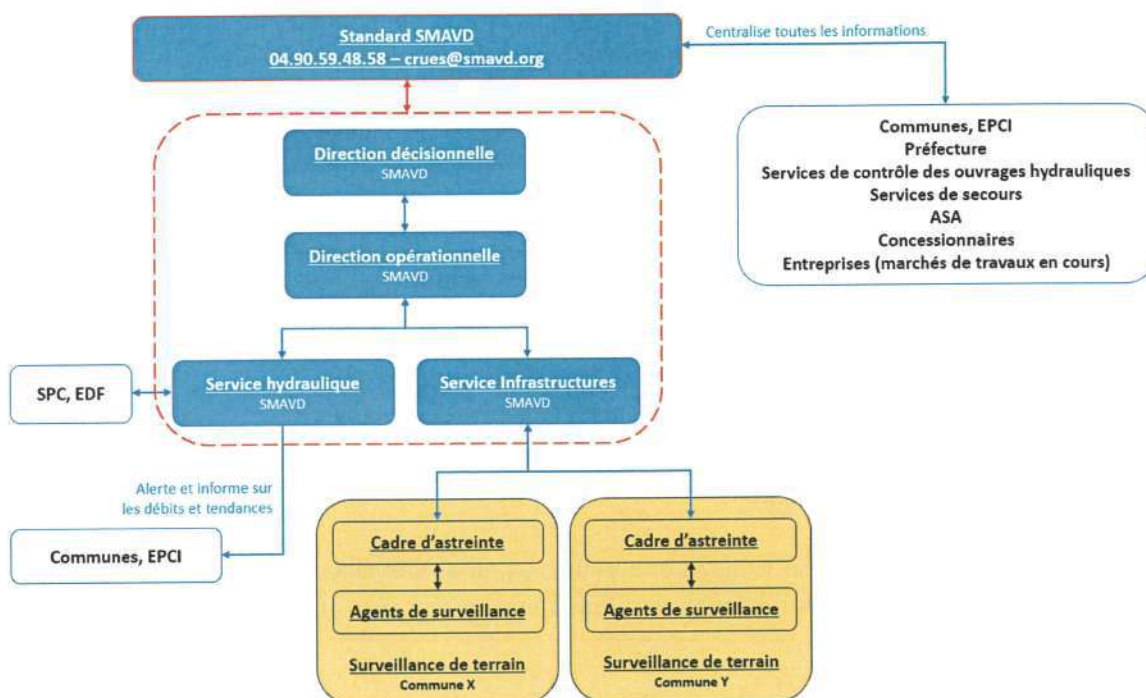 Standard SMAVD
04.90.59.48.58 – crues@smavd.org
Centralise toutes les informations
Communes, EPCI
Préfecture
Services de contrôle des ouvrages hydrauliques
Services de secours
ASA
Concessionnaires
Entreprises (marchés de travaux en cours)
Direction décisionnelle
SMAVD
Direction opérationnelle
SMAVD
SPC, EDF
Service hydraulique
SMAVD
Service Infrastructures
SMAVD
Alerte et informe sur
les débits et tendances
Communes, EPCI
Cadre d'astreinte
Agents de surveillance
Surveillance de terrain
Commune X
Cadre d'astreinte
Agents de surveillance
Surveillance de terrain
Commune Y